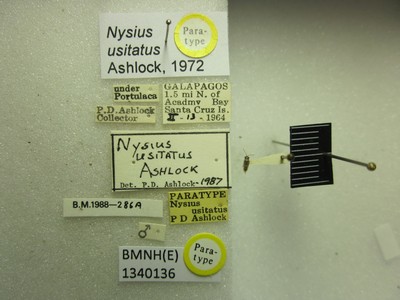 Nysius
usitatus
Ashlock, 1972
Para-
type
under
Portulaca
P.D. Ashlock
Collector
GALAPAGOS
1.5 mi N. of
Acadmy Bay
Santa Cruz Is.
II - 13 - 1964
NYSIUS
USITATUS
ASHLOCK
Det. P.D. Ashlock-1987
B.M.1988-286A
PARATYPE
Nysius
usitatus
P D Ashlock
♂
BMNH(E)
1340136
Para-
type